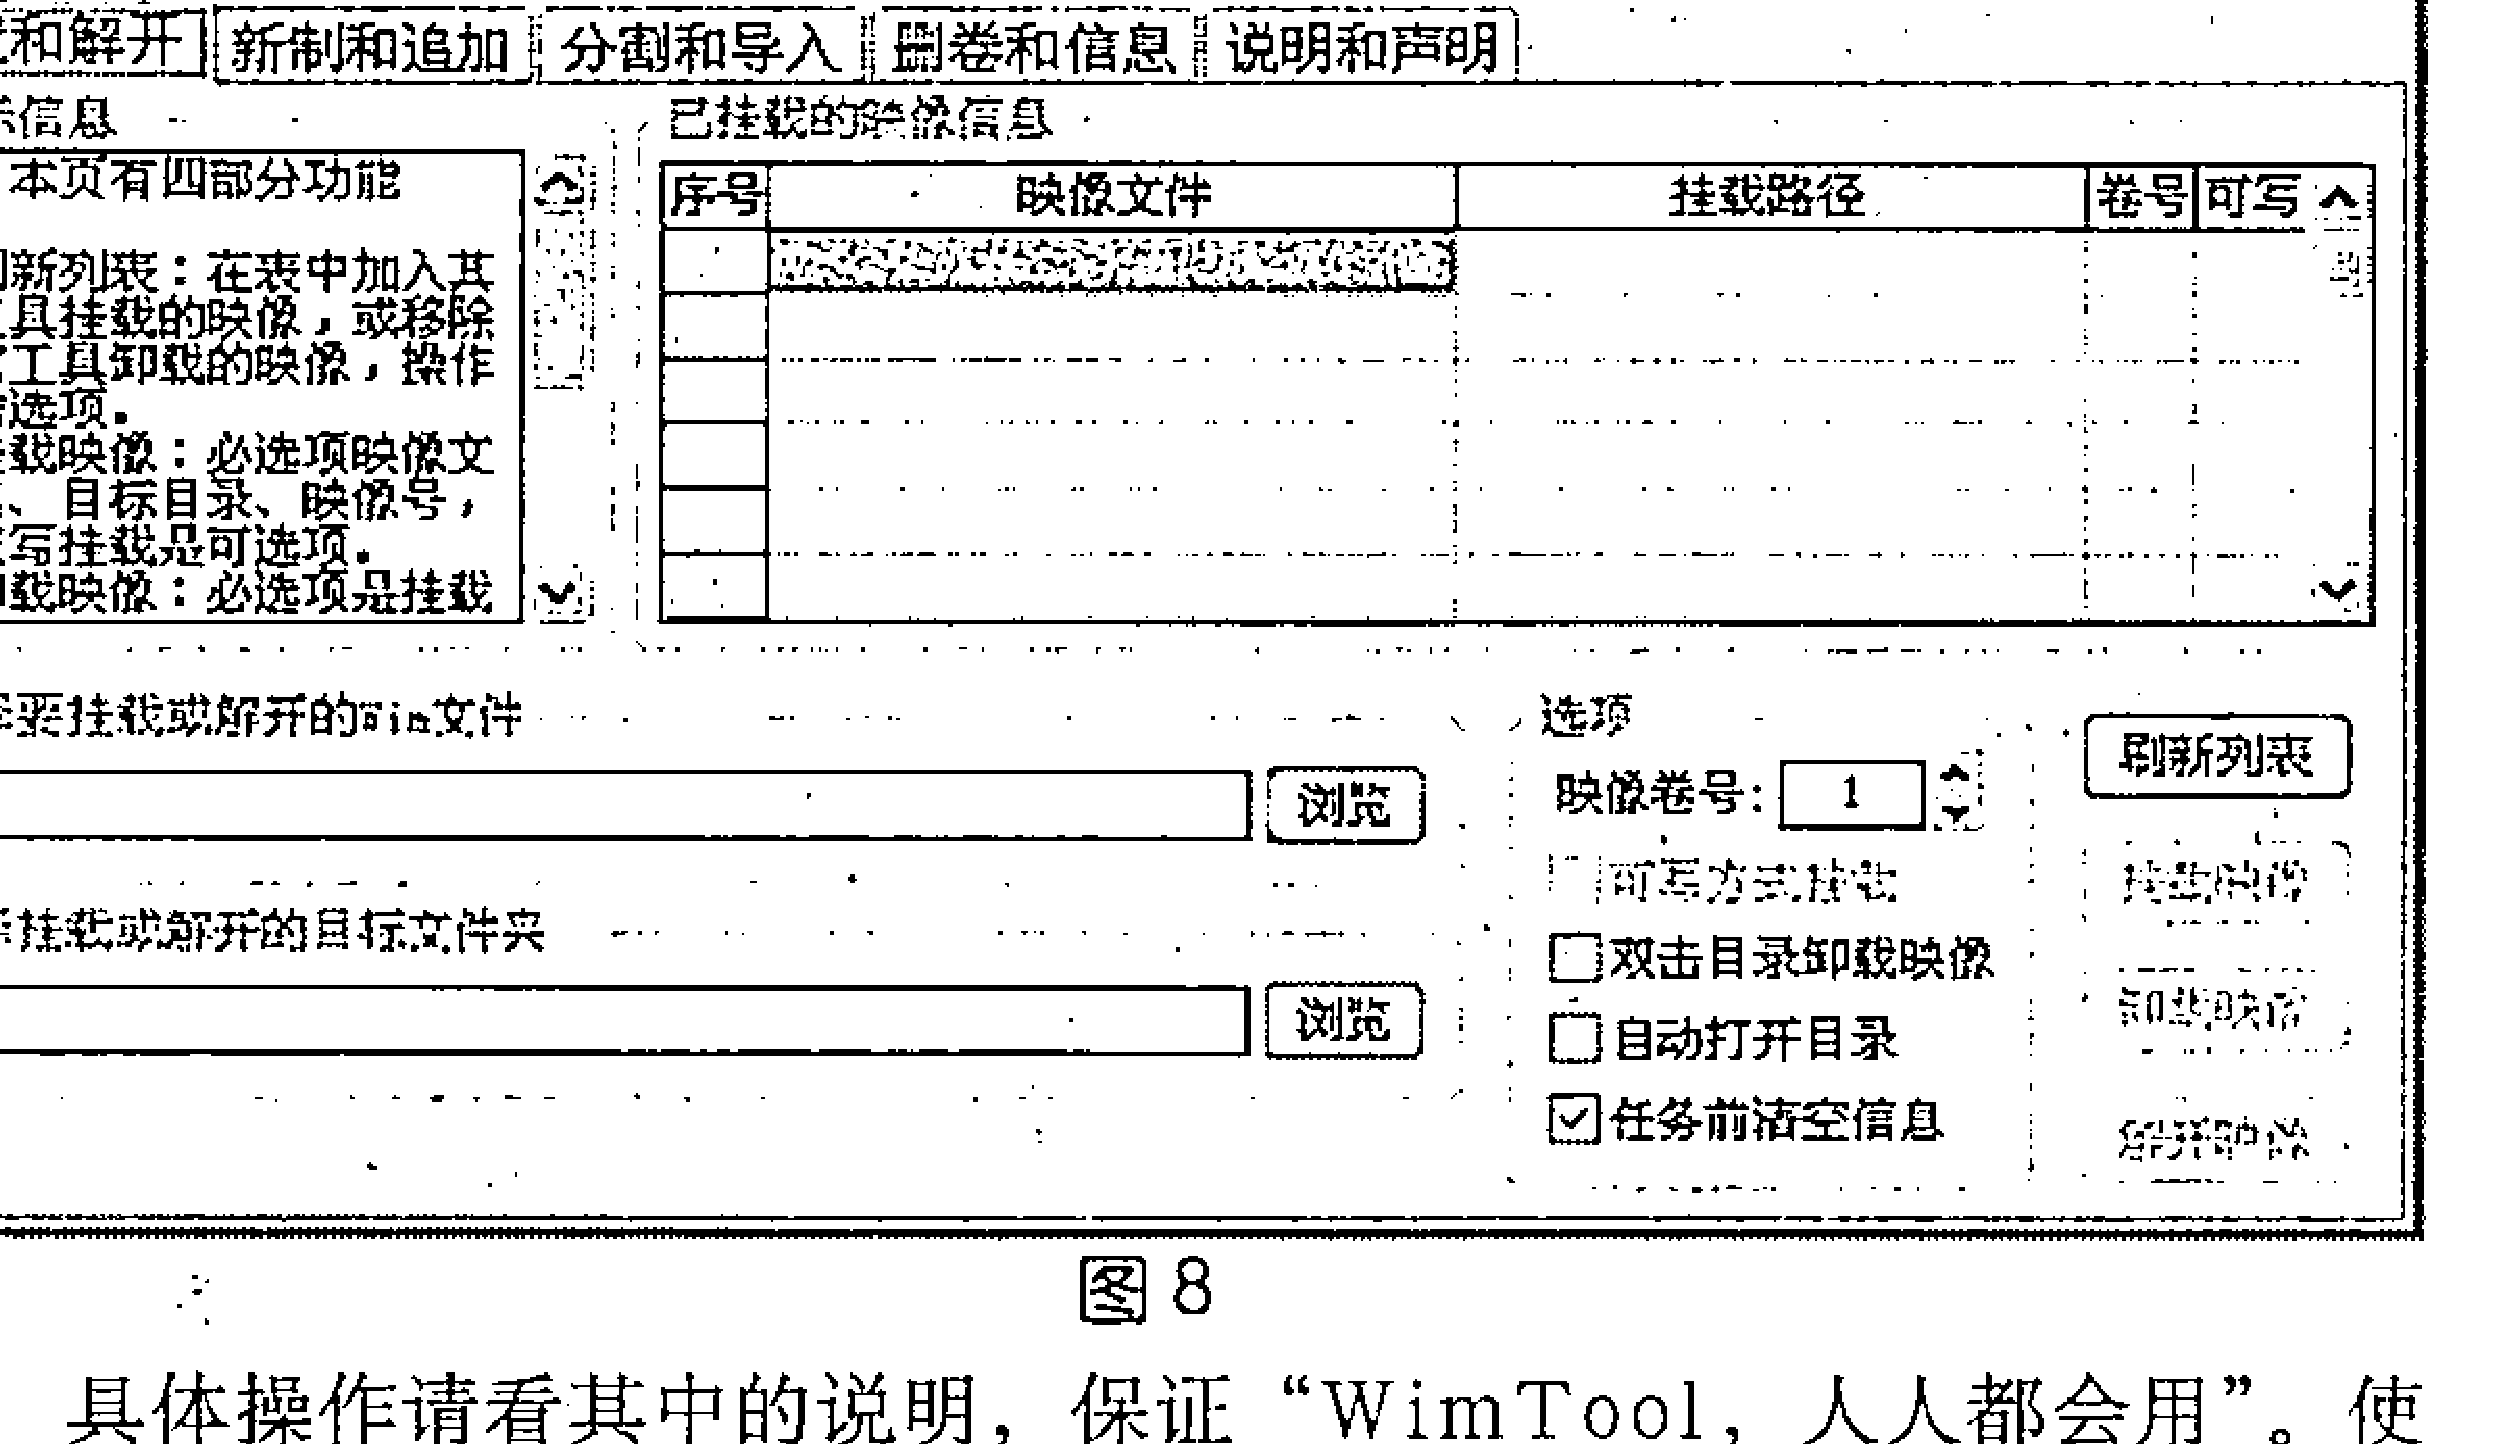 和解开 新制和追加 分割和导入 删卷和信息 说明和声明
信息
本页有四部分功能
新列表：在表中加入其
具挂载的映像，或移除
工具卸载的映像，操作
选项。
载映像：必选项映像文
、目标目录、映像号，
写挂载是可选项。
载映像：必选项是挂载
已挂载的映像信息
序号 映像文件 挂载路径 卷号 可写
要挂载或解开的wim文件
浏览
挂载或解开的目标文件夹
浏览
选项
映像卷号： 1
可写方式挂载
双击目录卸载映像
自动打开目录
任务前清空信息
刷新列表
挂载映像
卸载映像
解开映像
图 8
具体操作请看其中的说明，保证“WimTool，人人都会用”。使